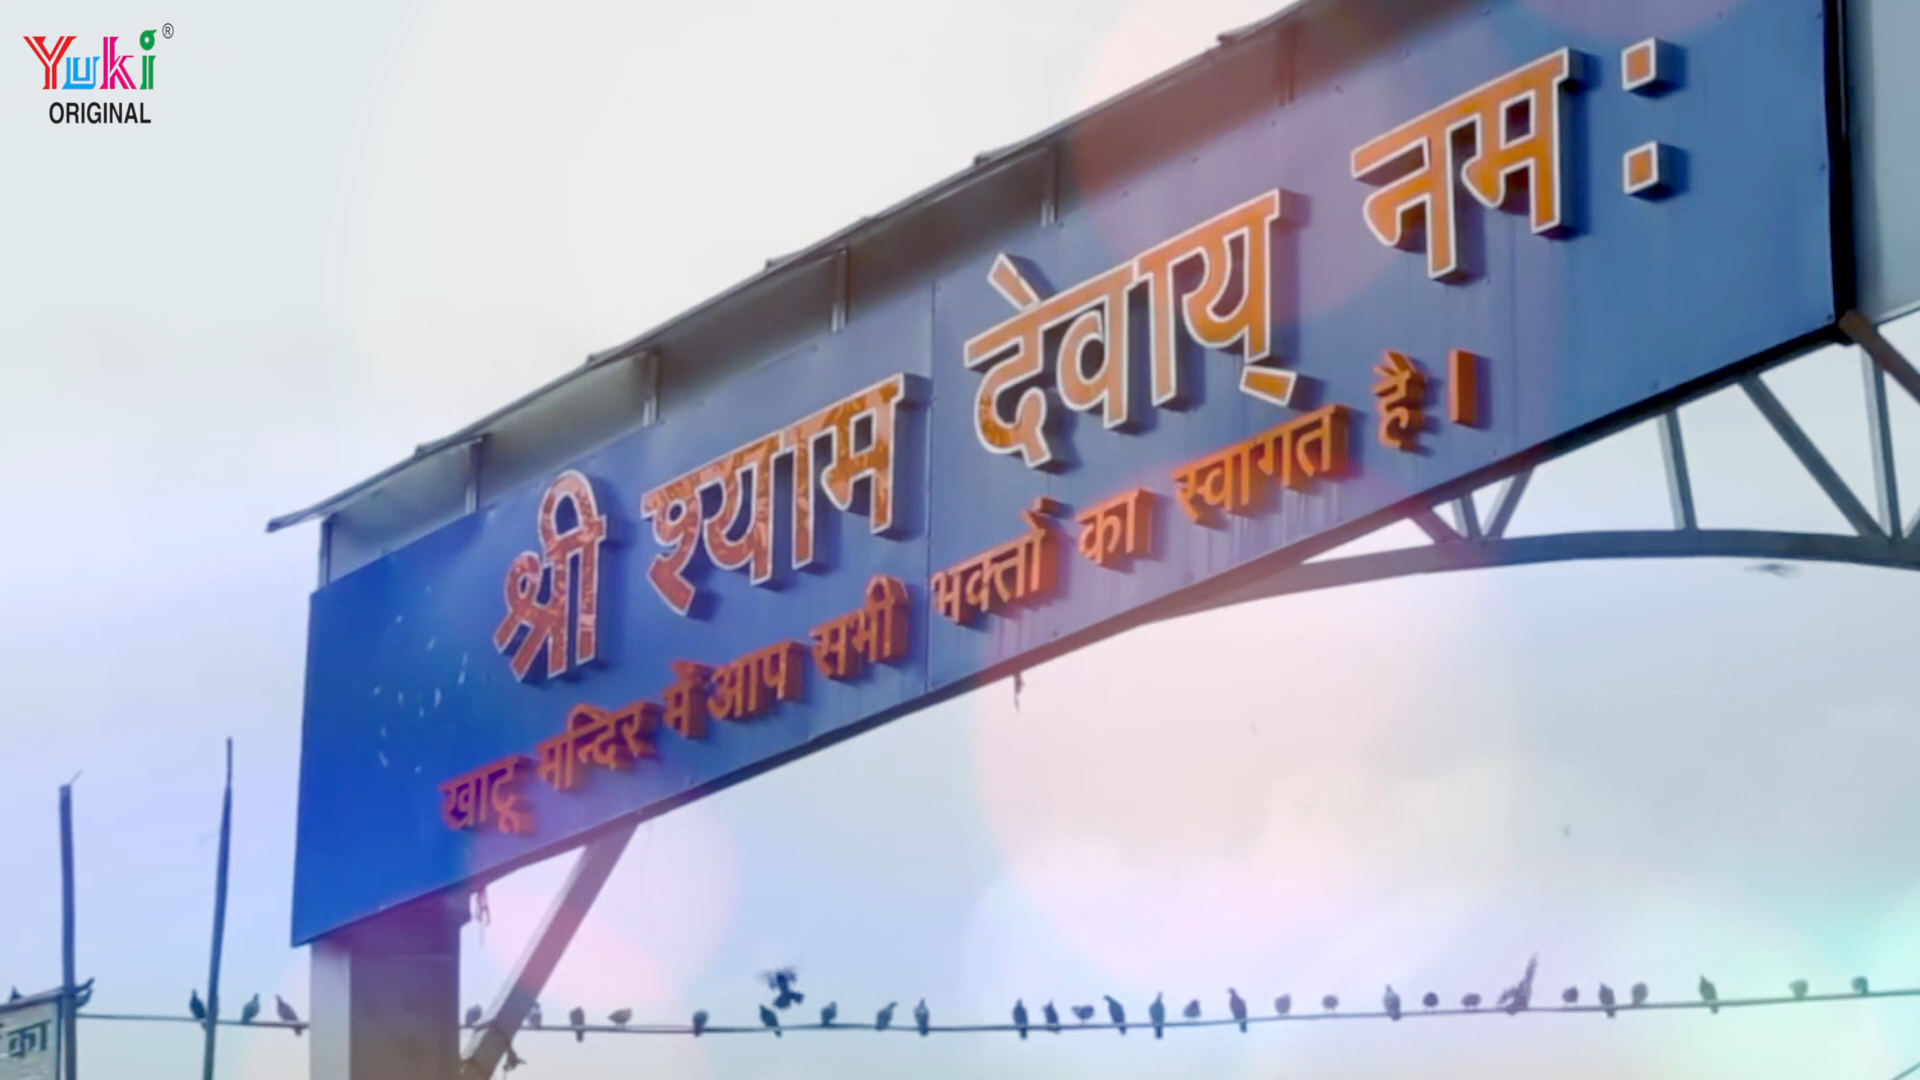 Yuki®
ORIGINAL
श्री श्याम देवाय् नमः
खाटू मन्दिर में आप सभी भक्तों का स्वागत है।
का